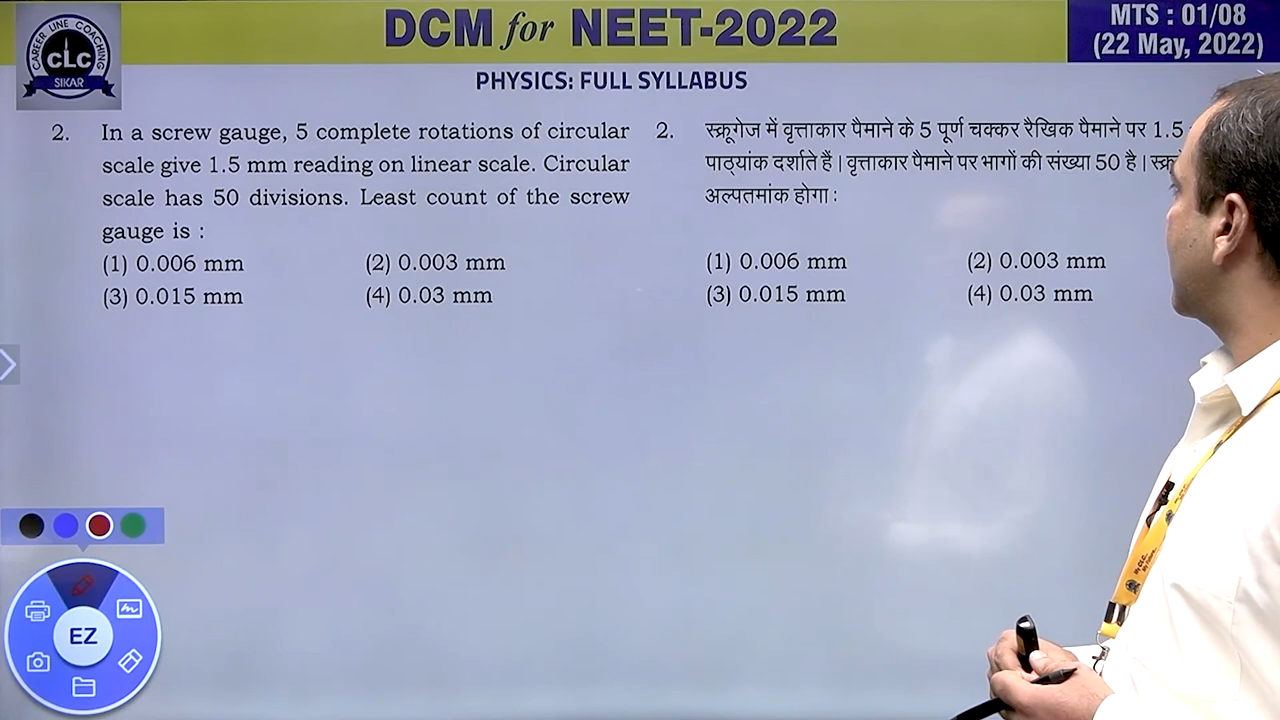 DCM for NEET-2022
MTS : 01/08
(22 May, 2022)
CAREER LINE COACHING
CLC
SIKAR
PHYSICS: FULL SYLLABUS
2. In a screw gauge, 5 complete rotations of circular
scale give 1.5 mm reading on linear scale. Circular
scale has 50 divisions. Least count of the screw
gauge is :
(1) 0.006 mm (2) 0.003 mm
(3) 0.015 mm (4) 0.03 mm
2. स्क्रूगेज में वृत्ताकार पैमाने के 5 पूर्ण चक्कर रैखिक पैमाने पर 1.5
पाठ्यांक दर्शाते हैं। वृत्ताकार पैमाने पर भागों की संख्या 50 है।
अल्पतमांक होगा :
(1) 0.006 mm (2) 0.003 mm
(3) 0.015 mm (4) 0.03 mm
EZ